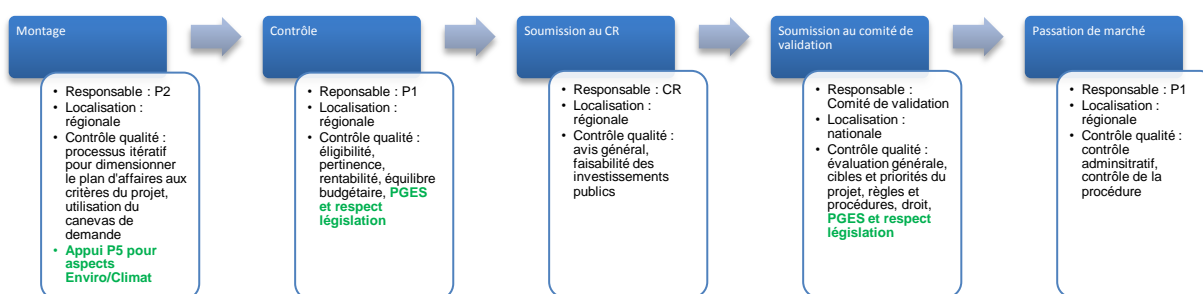 Montage
• Responsable : P2
• Localisation :
régionale
• Contrôle qualité :
processus itératif
pour dimensionner
le plan d'affaires aux
critères du projet,
utilisation du
canevas de
demande
• Appui P5 pour
aspects
Enviro/Climat
Contrôle
• Reponsable : P1
• Localisation :
régionale
• Contrôle qualité :
éligibilité,
pertinence,
rentabilité, équilibre
budgétaire, PGES
et respect
législation
Soumission au CR
• Responsable : CR
• Localisation :
régionale
• Contrôle qualité :
avis général,
faisabilité des
investissements
publics
Soumission au comité de
validation
• Responsable :
Comité de validation
• Localisation :
nationale
• Contrôle qualité :
évaluation générale,
cibles et priorités du
projet, règles et
procédures, droit,
PGES et respect
législation
Passation de marché
• Responsable : P1
• Localisation :
régionale
• Contrôle qualité :
contrôle
adminsitratif,
contrôle de la
procédure